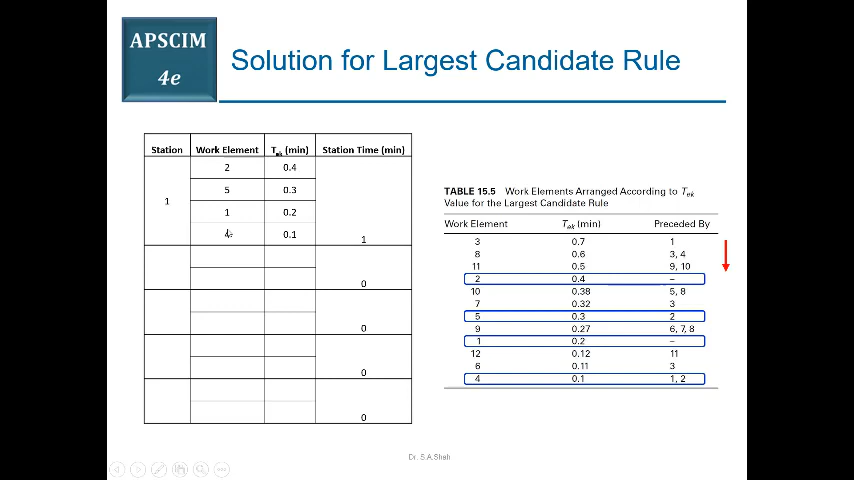 APSCIM
4e
Solution for Largest Candidate Rule
Station Work Element Tek (min) Station Time (min)
1
2 0.4
5 0.3
1 0.2
4 0.1
1
0
0
0
0
TABLE 15.5 Work Elements Arranged According to Tek
Value for the Largest Candidate Rule
Work Element Tek (min) Preceded By
3 0.7 1
8 0.6 3, 4
11 0.5 9, 10
2 0.4 –
10 0.38 5, 8
7 0.32 3
5 0.3 2
9 0.27 6, 7, 8
1 0.2 –
12 0.12 11
6 0.11 3
4 0.1 1, 2
Dr. S.A.Shah